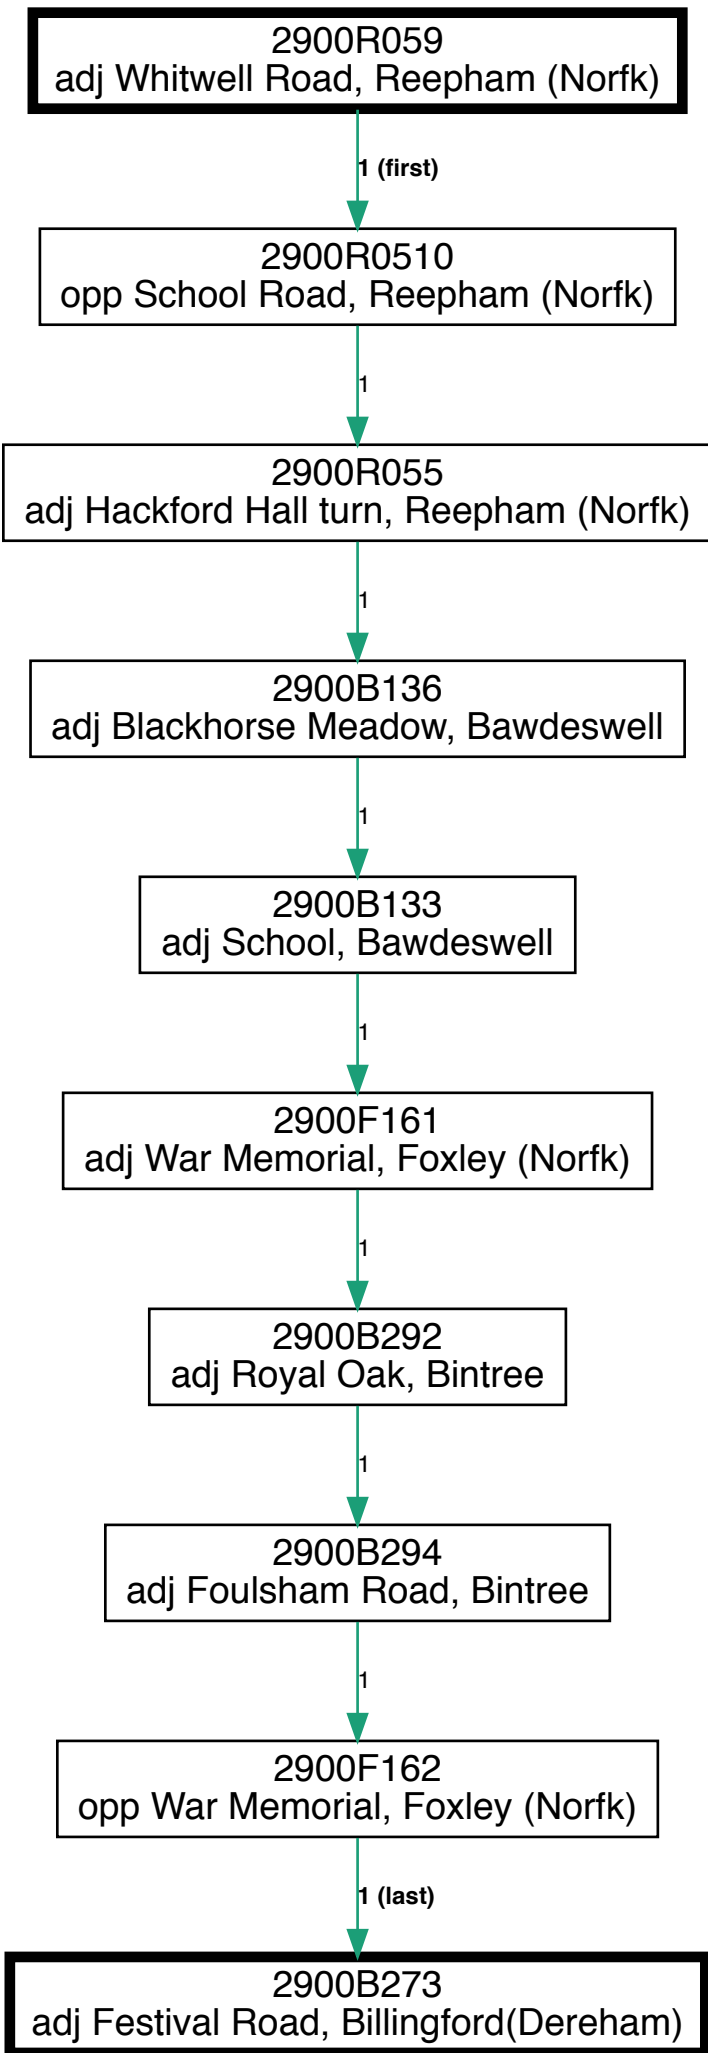 2900R059
adj Whitwell Road, Reepham (Norfk)
1 (first)
2900R0510
opp School Road, Reepham (Norfk)
1
2900R055
adj Hackford Hall turn, Reepham (Norfk)
1
2900B136
adj Blackhorse Meadow, Bawdeswell
1
2900B133
adj School, Bawdeswell
1
2900F161
adj War Memorial, Foxley (Norfk)
1
2900B292
adj Royal Oak, Bintree
1
2900B294
adj Foulsham Road, Bintree
1
2900F162
opp War Memorial, Foxley (Norfk)
1 (last)
2900B273
adj Festival Road, Billingford(Dereham)